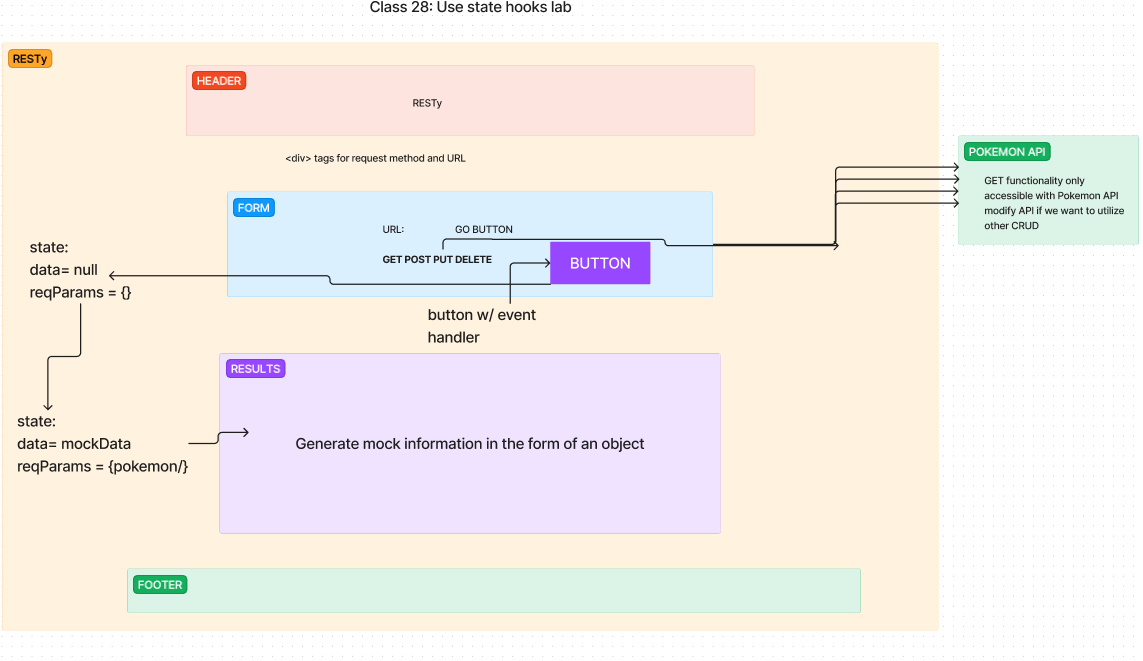 Class 28: Use state hooks lab
RESTy
HEADER
RESTy
<div> tags for request method and URL
POKEMON API
GET functionality only
accessible with Pokemon API
modify API if we want to utilize
other CRUD
FORM
URL:
GO BUTTON
GET POST PUT DELETE
BUTTON
state:
data= null
reqParams = {}
button w/ event
handler
RESULTS
state:
data= mockData
reqParams = {pokemon/}
Generate mock information in the form of an object
FOOTER